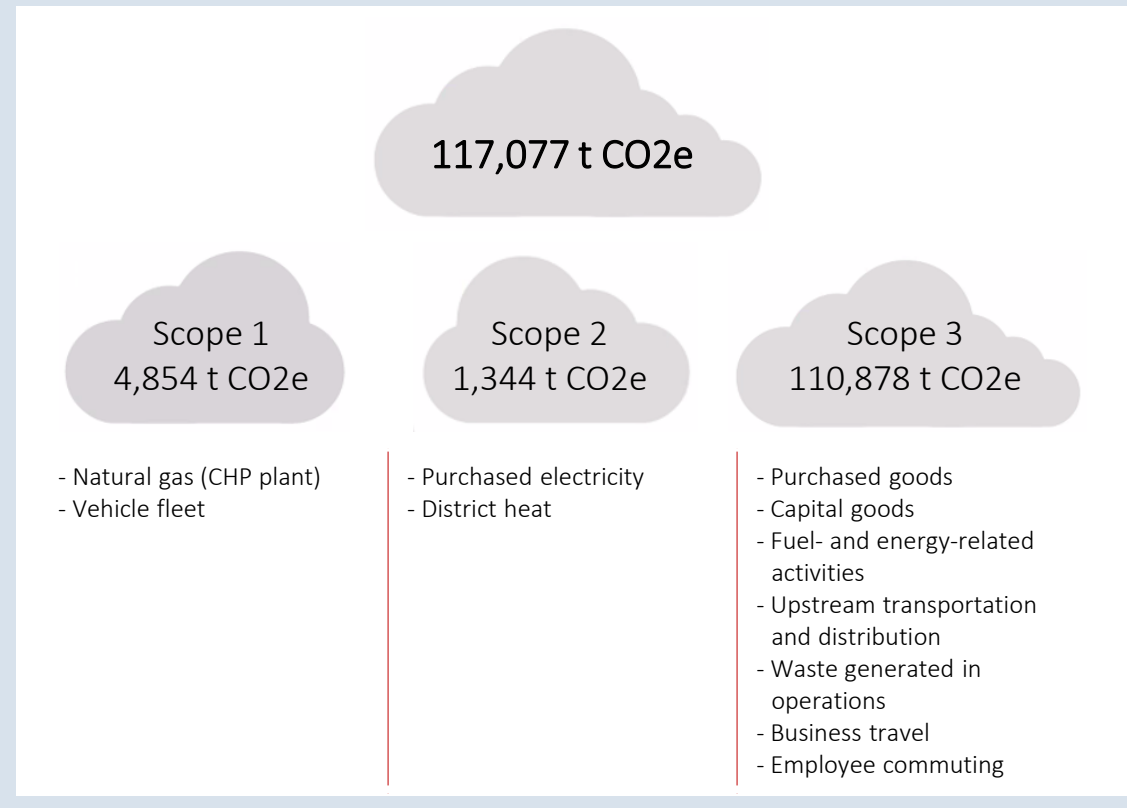 117,077 t CO2e
Scope 1
4,854 t CO2e
Scope 2
1,344 t CO2e
Scope 3
110,878 t CO2e
- Natural gas (CHP plant)
- Vehicle fleet
- Purchased electricity
- District heat
- Purchased goods
- Capital goods
- Fuel- and energy-related
activities
- Upstream transportation
and distribution
- Waste generated in
operations
- Business travel
- Employee commuting